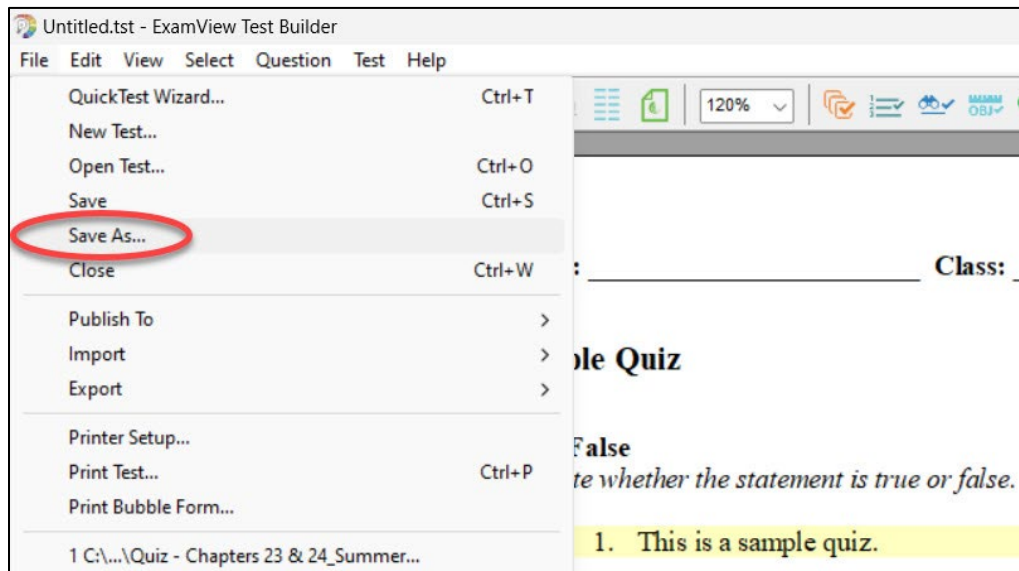 Untitled.tst - ExamView Test Builder
File Edit View Select Question Test Help
QuickTest Wizard... Ctrl+T
New Test...
Open Test... Ctrl+O
Save Ctrl+S
Save As...
Close Ctrl+W
Publish To
Import
Export
Printer Setup...
Print Test... Ctrl+P
Print Bubble Form...
1 C:\...\Quiz - Chapters 23 & 24_Summer...
120%
OBJ
: Class:
ple Quiz
False
te whether the statement is true or false.
1. This is a sample quiz.